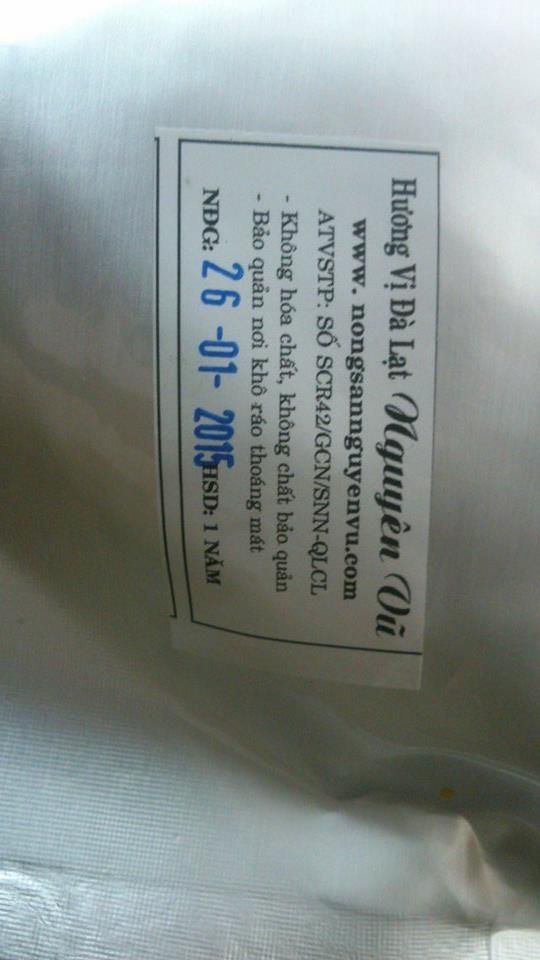 Hương Vị Đà Lạt Nguyên Vũ
www. nongsannguyenvu.com
ATVSTP: SỐ SCR42/GCN/SNN-QLCL
- Không hóa chất, không chất bảo quản
- Bảo quản nơi khô ráo thoáng mát
NĐG: 26-01-2015 HSD: 1 NĂM